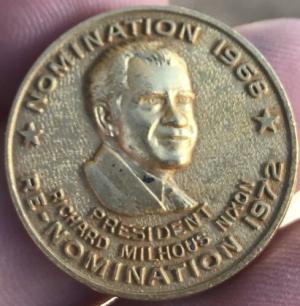 NOMINATION 1968
PRESIDENT
RICHARD MILHOUS NIXON
RE-NOMINATION 1972